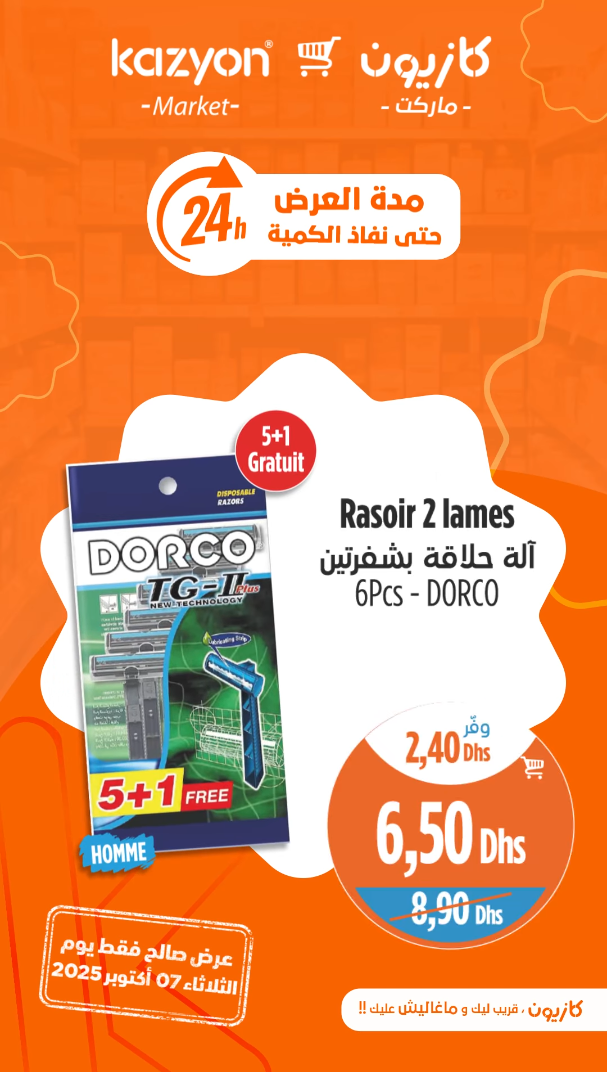 kazyon®
كازيون
-Market-
- ماركت -
24h
مدة العرض
حتى نفاذ الكمية
5+1
Gratuit
DISPOSABLE
RAZORS
DORCO
TG-II Plus
NEW TECHNOLOGY
Lubricating Strip
5+1 FREE
HOMME
Rasoir 2 lames
آلة حلاقة بشفرتين
6Pcs - DORCO
وفّر
2,40 Dhs
6,50 Dhs
8,90 Dhs
عرض صالح فقط يوم
الثلاثاء 07 أكتوبر 2025
كازيون ، قريب ليك و ماغاليش عليك !!